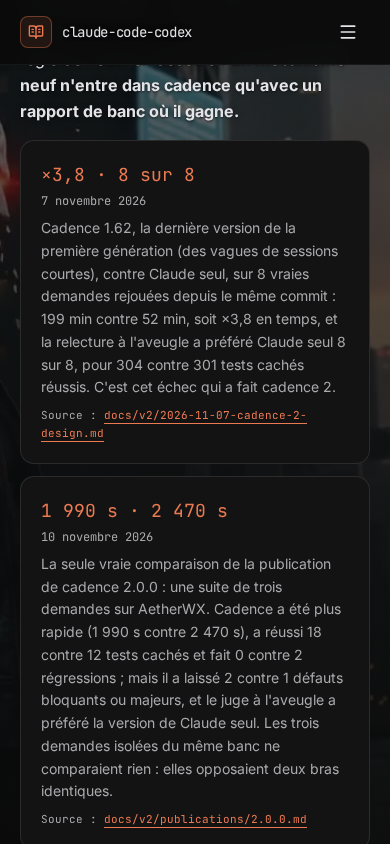 claude-code-codex
neuf n'entre dans cadence qu'avec un
rapport de banc où il gagne.
×3,8 · 8 sur 8
7 novembre 2026
Cadence 1.62, la dernière version de la
première génération (des vagues de sessions
courtes), contre Claude seul, sur 8 vraies
demandes rejouées depuis le même commit :
199 min contre 52 min, soit ×3,8 en temps, et
la relecture à l'aveugle a préféré Claude seul 8
sur 8, pour 304 contre 301 tests cachés
réussis. C'est cet échec qui a fait cadence 2.
Source : docs/v2/2026-11-07-cadence-2-
design.md
1 990 s · 2 470 s
10 novembre 2026
La seule vraie comparaison de la publication
de cadence 2.0.0 : une suite de trois
demandes sur AetherWX. Cadence a été plus
rapide (1 990 s contre 2 470 s), a réussi 18
contre 12 tests cachés et fait 0 contre 2
régressions ; mais il a laissé 2 contre 1 défauts
bloquants ou majeurs, et le juge à l'aveugle a
préféré la version de Claude seul. Les trois
demandes isolées du même banc ne
comparaient rien : elles opposaient deux bras
identiques.
Source : docs/v2/publications/2.0.0.md